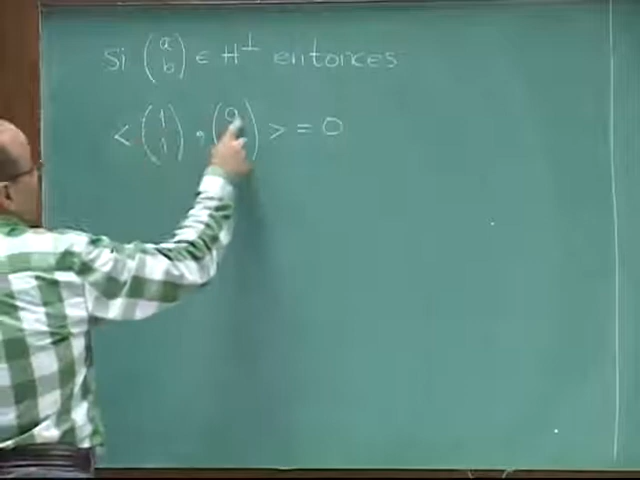 Si (a b) ∈ H⊥ entonces
< (1 1) , (a ) > = 0